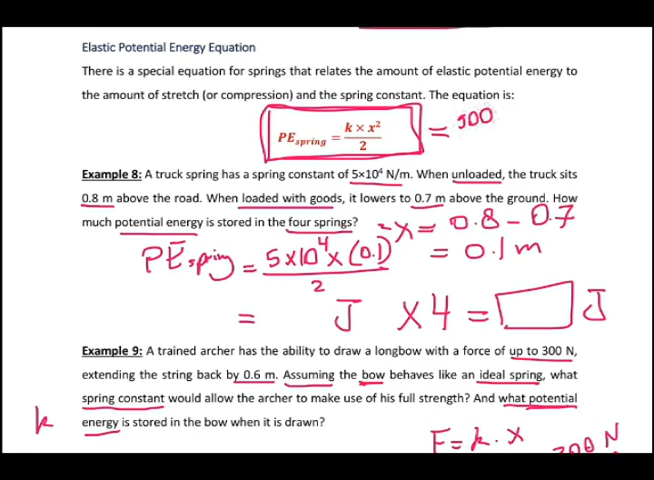 Elastic Potential Energy Equation
There is a special equation for springs that relates the amount of elastic potential energy to
the amount of stretch (or compression) and the spring constant. The equation is:
PEspring = k × x² / 2 = JOO
Example 8: A truck spring has a spring constant of 5×10⁴ N/m. When unloaded, the truck sits
0.8 m above the road. When loaded with goods, it lowers to 0.7 m above the ground. How
much potential energy is stored in the four springs?
x = 0.8 - 0.7
= 0.1 m
PEspring = 5×10⁴ × (0.1)² / 2
= J × 4 = J
Example 9: A trained archer has the ability to draw a longbow with a force of up to 300 N,
extending the string back by 0.6 m. Assuming the bow behaves like an ideal spring, what
spring constant would allow the archer to make use of his full strength? And what potential
k
energy is stored in the bow when it is drawn?
F = k . x
300 N